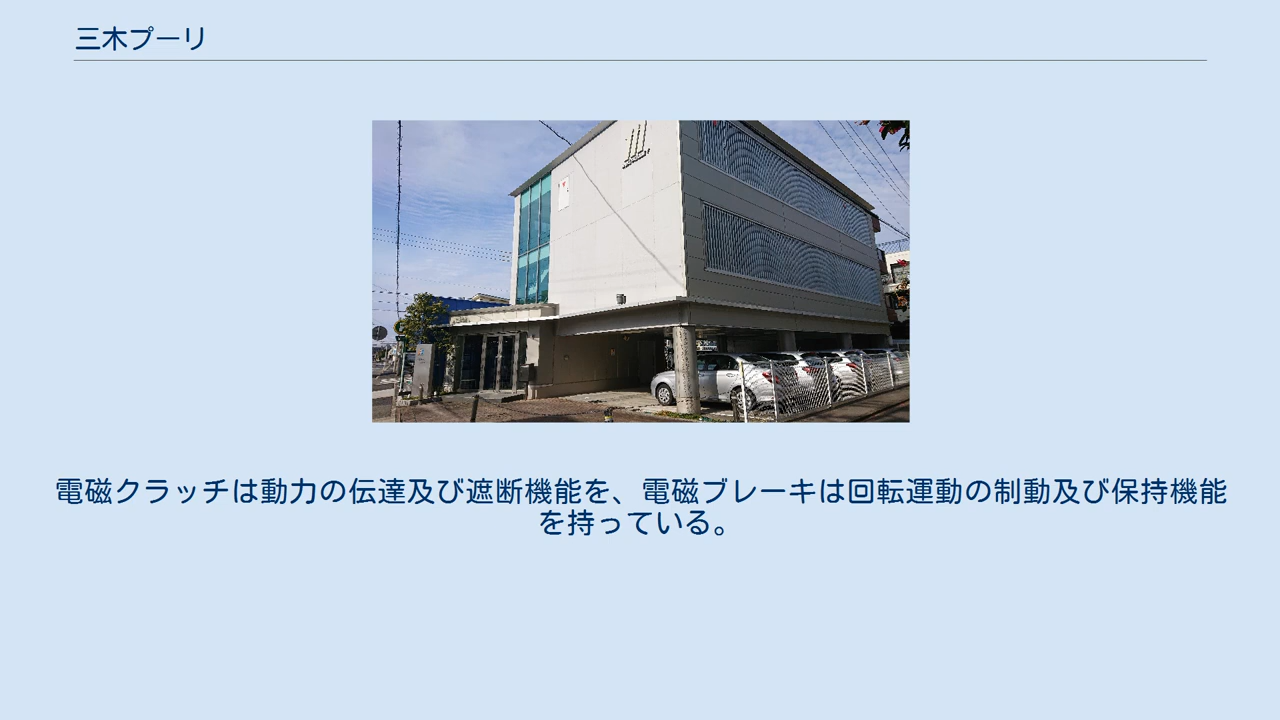 三木プーリ
電磁クラッチは動力の伝達及び遮断機能を、電磁ブレーキは回転運動の制動及び保持機能
を持っている。